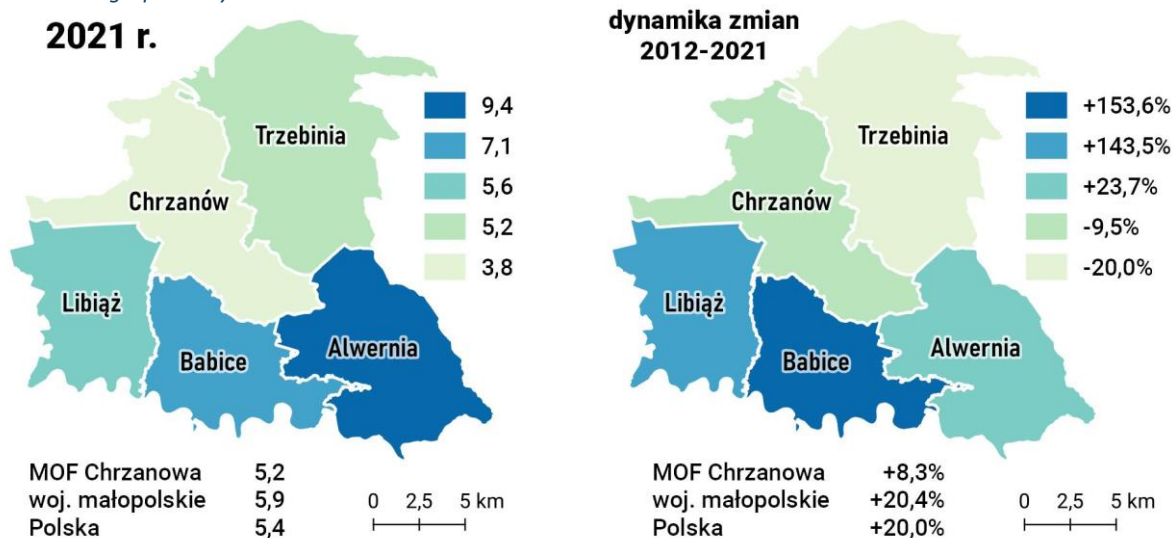 2021 r.
9,4
7,1
5,6
5,2
3,8
Trzebinia
Chrzanów
Libiąż
Babice
Alwernia
MOF Chrzanowa 5,2
woj. małopolskie 5,9
Polska 5,4
0 2,5 5 km
dynamika zmian
2012-2021
+153,6%
+143,5%
+23,7%
-9,5%
-20,0%
Trzebinia
Chrzanów
Libiąż
Babice
Alwernia
MOF Chrzanowa +8,3%
woj. małopolskie +20,4%
Polska +20,0%
0 2,5 5 km